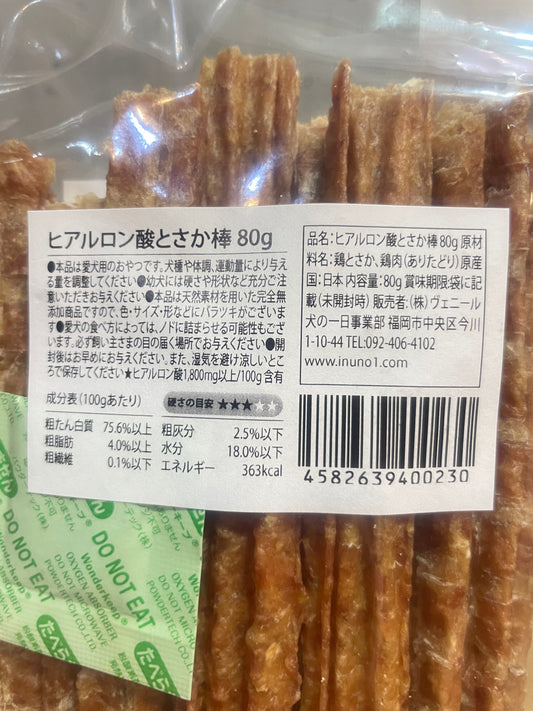 ヒアルロン酸とさか棒 80g
●本品は愛犬用のおやつです。犬種や体調、運動量により与え
る量を調整してください●幼犬には硬さや形状など充分ご注
意いただきお与えください●本品は天然素材を用いた完全無
添加商品ですので、色・サイズ・形などにバラツキがございま
す●愛犬の食べ方によっては、ノドに詰まらせる可能性もござ
います。必ず飼い主さまの目の届く場所でお与えください●開
封後はお早めにお与えください。また、湿気を避け涼しいとこ
ろで保存してください★ヒアルロン酸1,800mg以上/100g 含有
成分表(100gあたり)
硬さの目安 ★★★★★
粗たん白質 75.6%以上 粗灰分 2.5%以下
粗脂肪 4.0%以上 水分 18.0%以下
粗繊維 0.1%以下 エネルギー 363kcal
品名:ヒアルロン酸とさか棒 80g 原材
料名:鶏とさか、鶏肉(ありたどり) 原産
国:日本 内容量:80g 賞味期限:袋に記
載(未開封時) 販売者:(株)ヴェニール
犬の一日事業部 福岡市中央区今川
1-10-44 TEL:092-406-4102
www.inuno1.com
4582639400230
DO NOT EAT
Wonderkeep®
OXYGEN ABSORBER
DO NOT MICROWAVE
POWDERTECH CO.,LTD.
DO NOT EAT